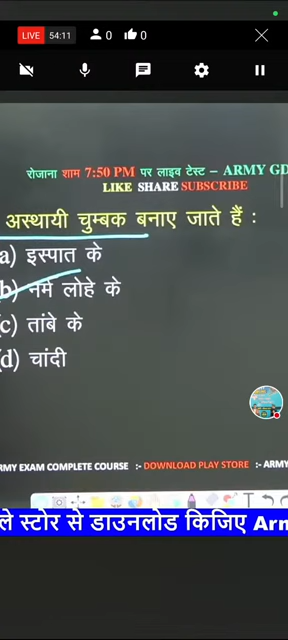 LIVE 54:11 0 0
रोजाना शाम 7:50 PM पर लाइव टेस्ट – ARMY GD
LIKE SHARE SUBSCRIBE
अस्थायी चुम्बक बनाए जाते हैं :
a) इस्पात के
b) नर्म लोहे के
(c) तांबे के
(d) चांदी
RMY EXAM COMPLETE COURSE :- DOWNLOAD PLAY STORE :- ARMY
ले स्टोर से डाउनलोड किजिए Arm